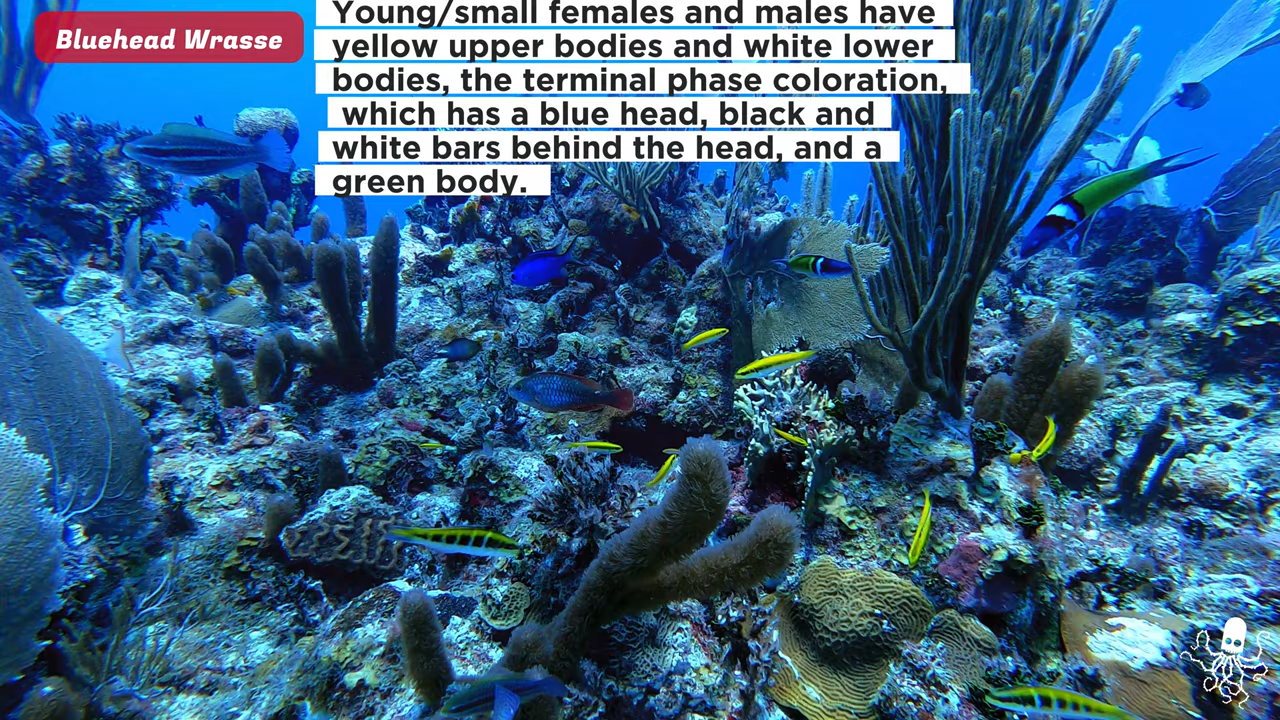 Bluehead Wrasse
Young/small females and males have
yellow upper bodies and white lower
bodies, the terminal phase coloration,
which has a blue head, black and
white bars behind the head, and a
green body.